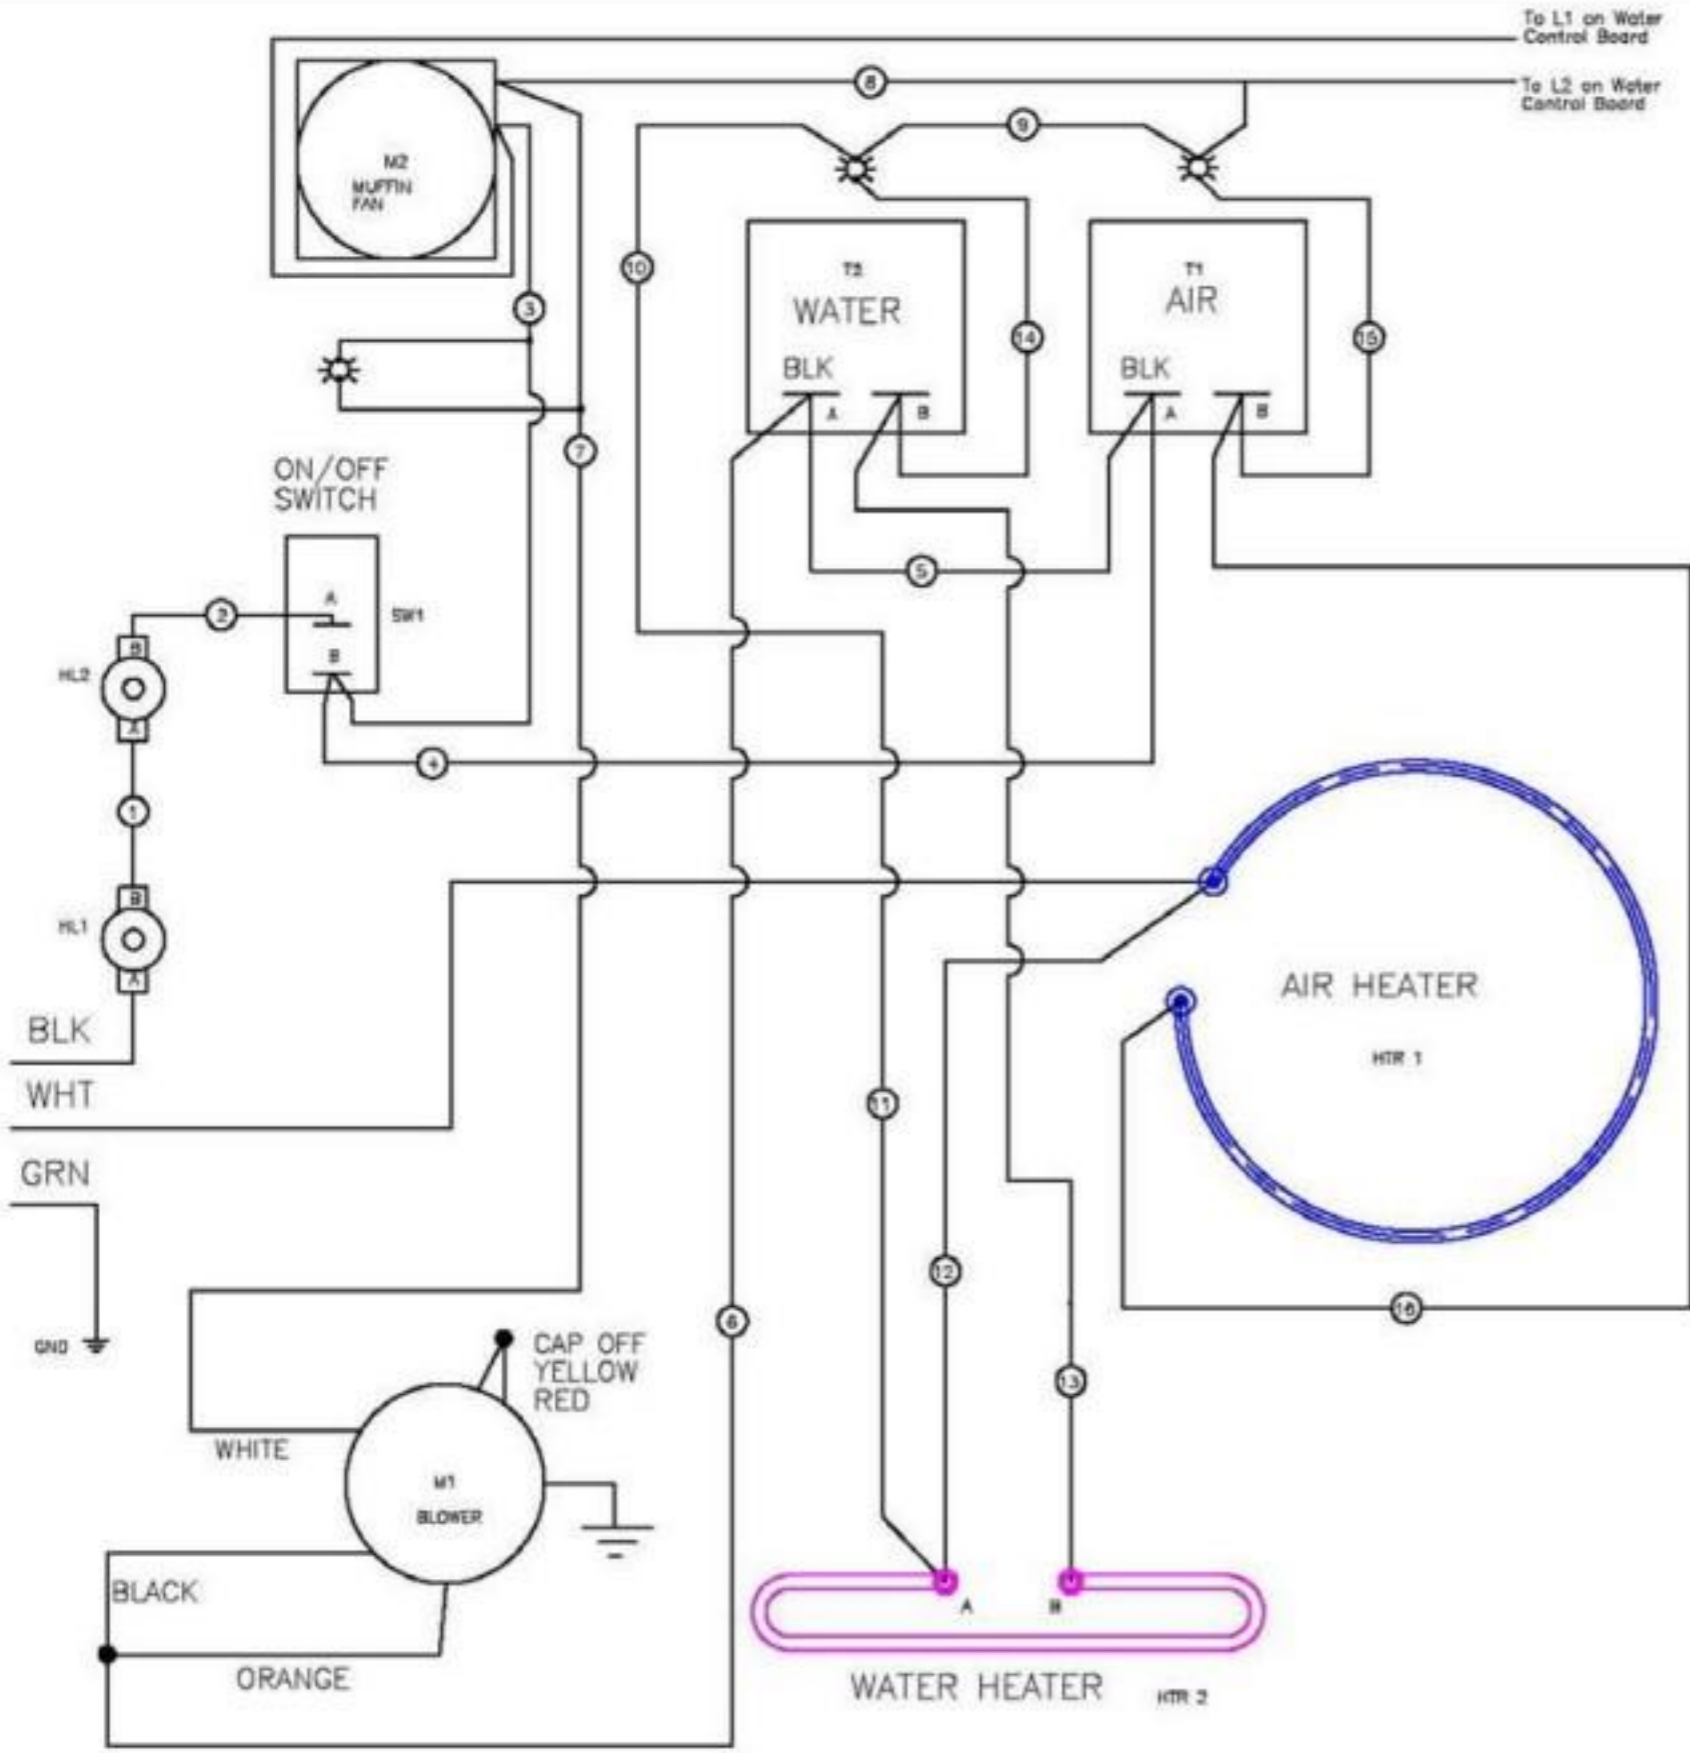 To L1 on Water
Control Board
8
To L2 on Water
Control Board
9
M2
MUFFIN
FAN
10
T2
WATER
T1
AIR
3
14
15
BLK
BLK
A
B
A
B
7
ON/OFF
SWITCH
5
2
A
SW1
B
B
HL2
A
4
1
B
HL1
A
AIR HEATER
BLK
HTR 1
WHT
11
GRN
12
16
GND
6
CAP OFF
YELLOW
RED
13
WHITE
M1
BLOWER
BLACK
A
B
ORANGE
WATER HEATER
HTR 2